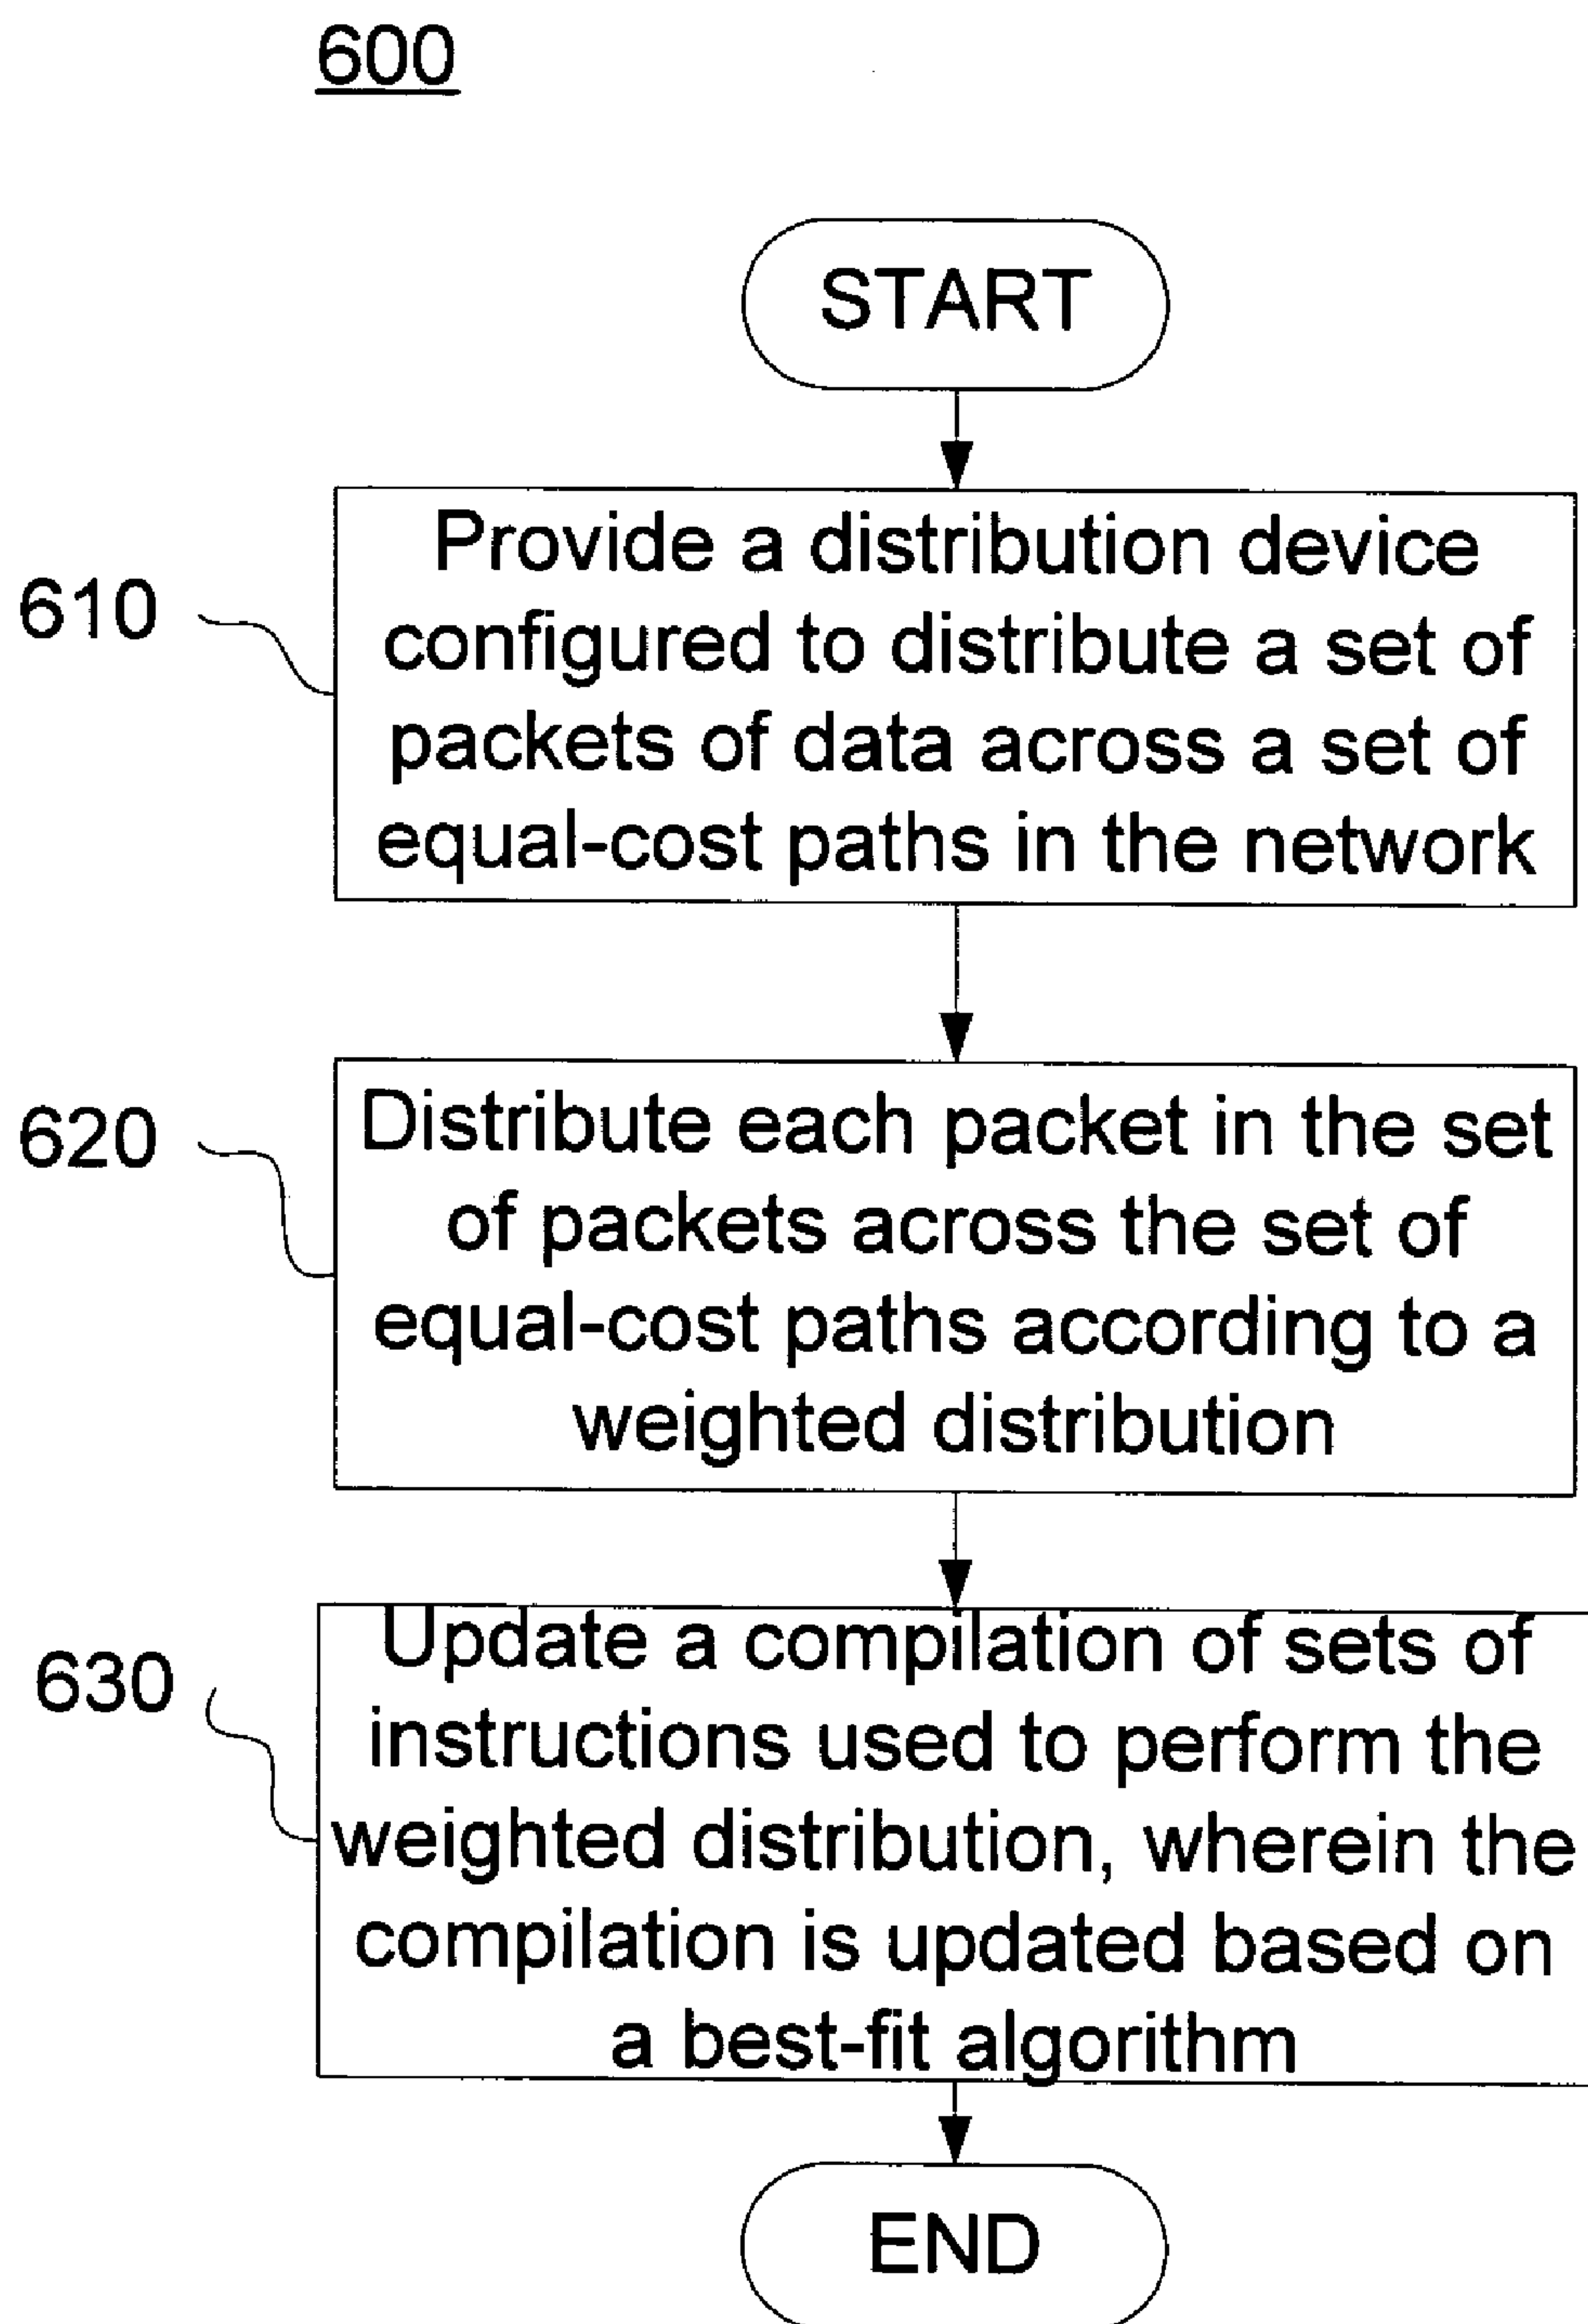 600
START
610
Provide a distribution device
configured to distribute a set of
packets of data across a set of
equal-cost paths in the network
620
Distribute each packet in the set
of packets across the set of
equal-cost paths according to a
weighted distribution
630
Update a compilation of sets of
instructions used to perform the
weighted distribution, wherein the
compilation is updated based on
a best-fit algorithm
END